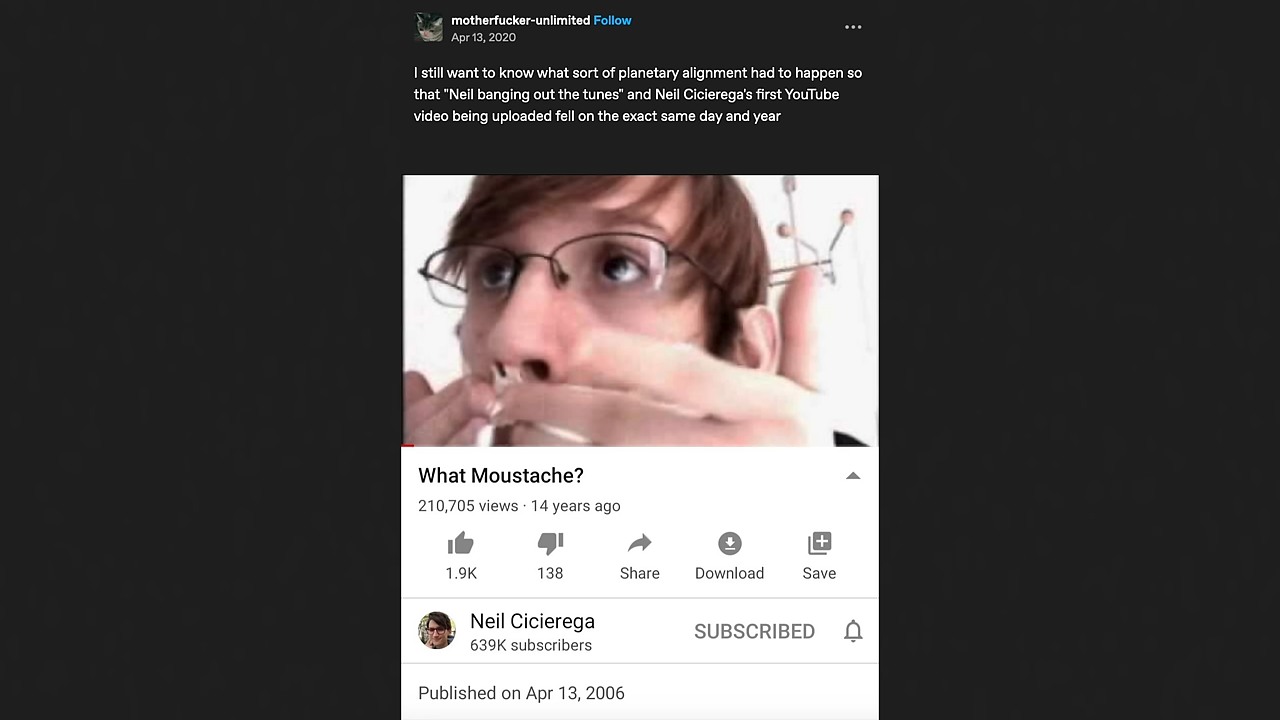 motherfucker-unlimited Follow
Apr 13, 2020
I still want to know what sort of planetary alignment had to happen so
that "Neil banging out the tunes" and Neil Cicierega's first YouTube
video being uploaded fell on the exact same day and year
What Moustache?
210,705 views · 14 years ago
1.9K 138 Share Download Save
Neil Cicierega
639K subscribers
SUBSCRIBED
Published on Apr 13, 2006